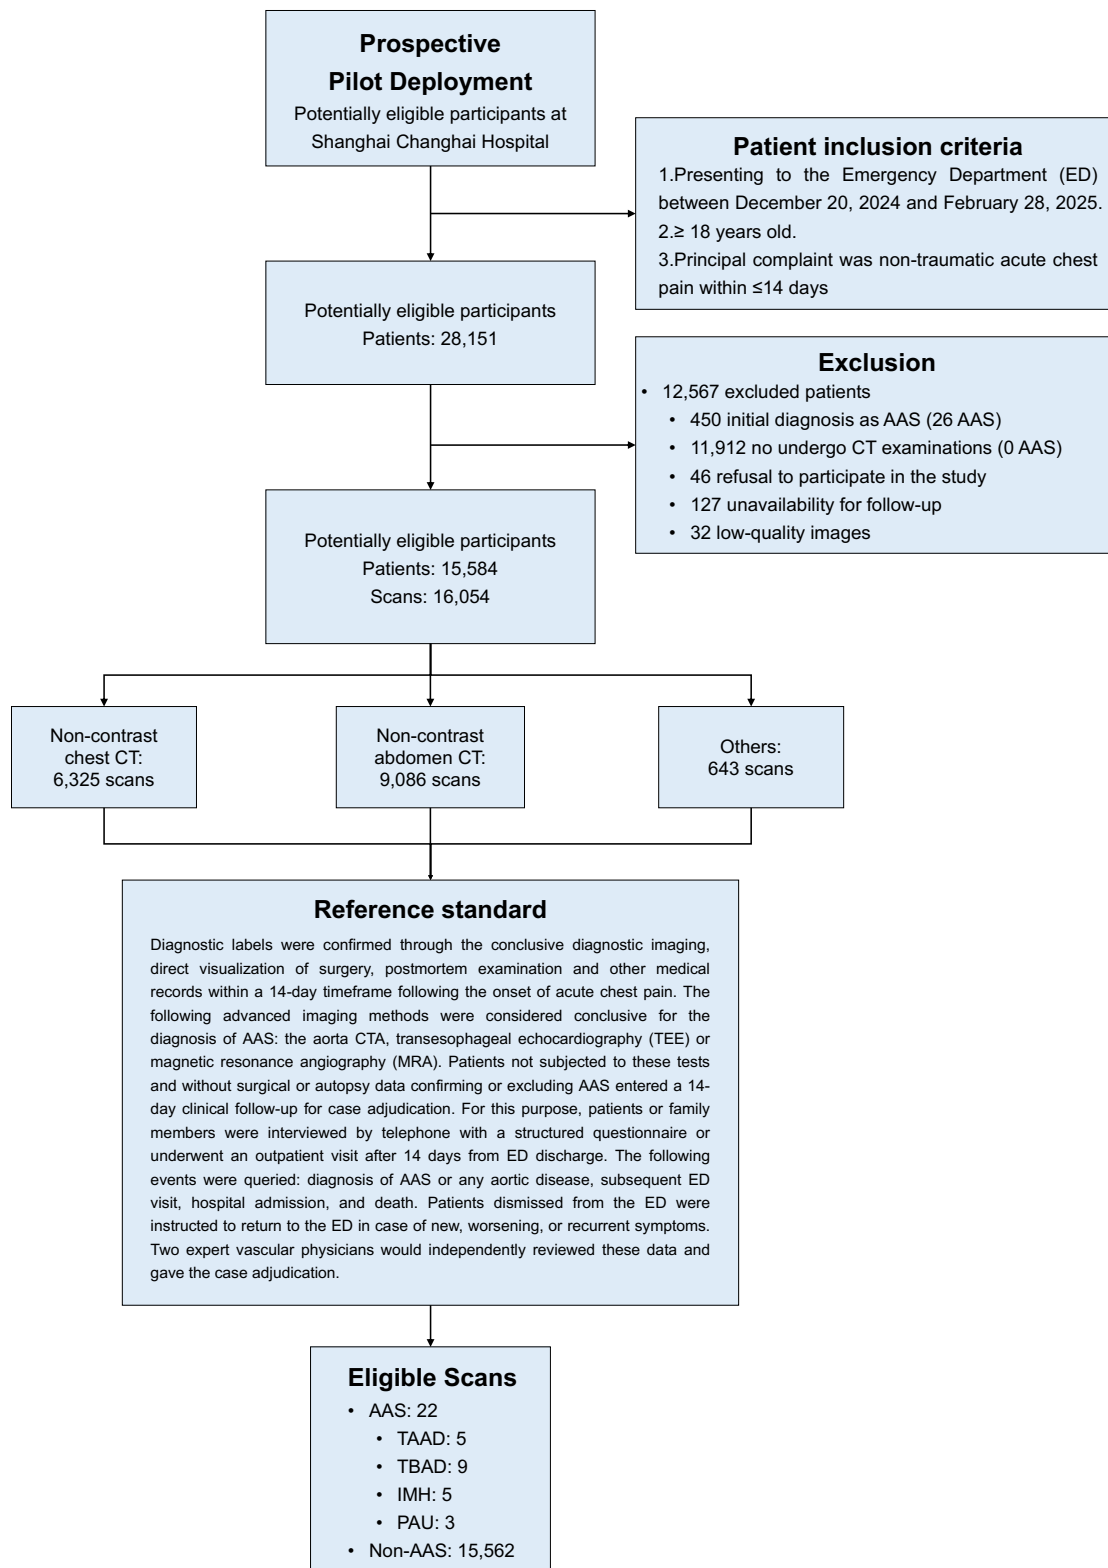 Prospective
Pilot Deployment
Potentially eligible participants at
Shanghai Changhai Hospital
Patient inclusion criteria
1.Presenting to the Emergency Department (ED)
between December 20, 2024 and February 28, 2025.
2.≥ 18 years old.
3.Principal complaint was non-traumatic acute chest
pain within ≤14 days
Potentially eligible participants
Patients: 28,151
Exclusion
• 12,567 excluded patients
• 450 initial diagnosis as AAS (26 AAS)
• 11,912 no undergo CT examinations (0 AAS)
• 46 refusal to participate in the study
• 127 unavailability for follow-up
• 32 low-quality images
Potentially eligible participants
Patients: 15,584
Scans: 16,054
Non-contrast
chest CT:
6,325 scans
Non-contrast
abdomen CT:
9,086 scans
Others:
643 scans
Reference standard
Diagnostic labels were confirmed through the conclusive diagnostic imaging,
direct visualization of surgery, postmortem examination and other medical
records within a 14-day timeframe following the onset of acute chest pain. The
following advanced imaging methods were considered conclusive for the
diagnosis of AAS: the aorta CTA, transesophageal echocardiography (TEE) or
magnetic resonance angiography (MRA). Patients not subjected to these tests
and without surgical or autopsy data confirming or excluding AAS entered a 14-
day clinical follow-up for case adjudication. For this purpose, patients or family
members were interviewed by telephone with a structured questionnaire or
underwent an outpatient visit after 14 days from ED discharge. The following
events were queried: diagnosis of AAS or any aortic disease, subsequent ED
visit, hospital admission, and death. Patients dismissed from the ED were
instructed to return to the ED in case of new, worsening, or recurrent symptoms.
Two expert vascular physicians would independently reviewed these data and
gave the case adjudication.
Eligible Scans
• AAS: 22
• TAAD: 5
• TBAD: 9
• IMH: 5
• PAU: 3
• Non-AAS: 15,562